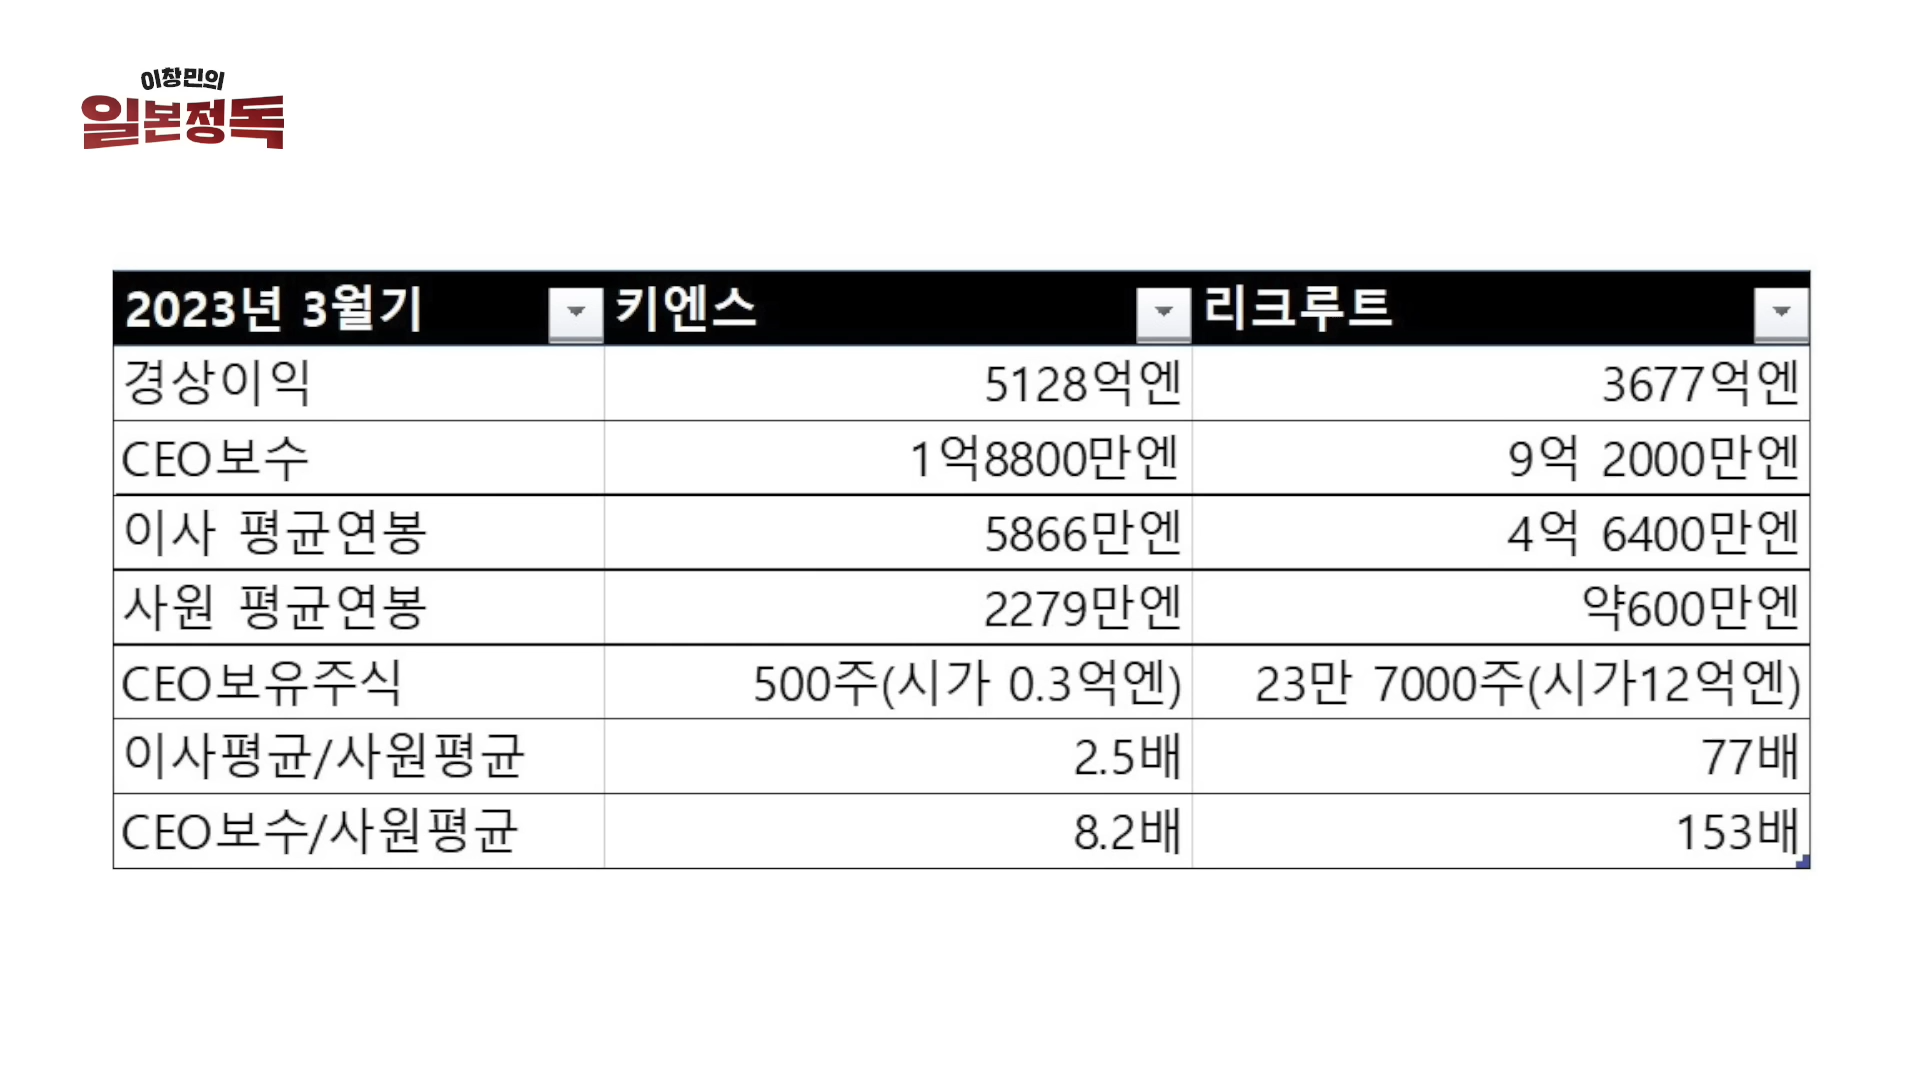 이창민의
일본정독
2023년 3월기 키엔스 리크루트
경상이익 5128억엔 3677억엔
CEO보수 1억8800만엔 9억 2000만엔
이사 평균연봉 5866만엔 4억 6400만엔
사원 평균연봉 2279만엔 약600만엔
CEO보유주식 500주(시가 0.3억엔) 23만 7000주(시가12억엔)
이사평균/사원평균 2.5배 77배
CEO보수/사원평균 8.2배 153배